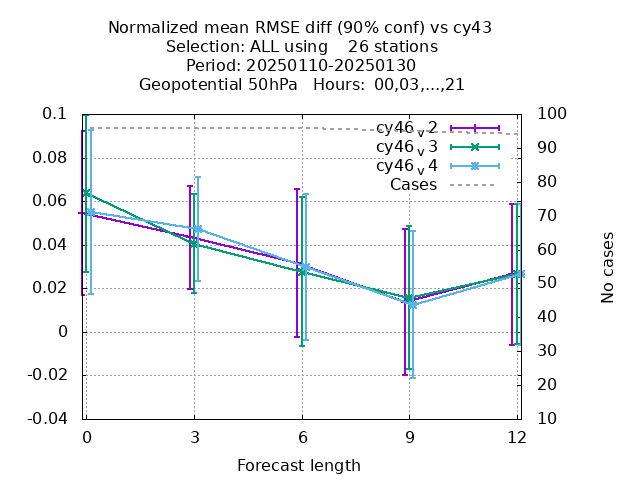 Normalized mean RMSE diff (90% conf) vs cy43
Selection: ALL using    26 stations
Period: 20250110-20250130
Geopotential 50hPa   Hours: 00,03,...,21
0.1
0.08
0.06
0.04
0.02
0
-0.02
-0.04
100
90
80
70
60
50
40
30
20
10
cy46v2
cy46v3
cy46v4
Cases
No cases
0
3
6
9
12
Forecast length